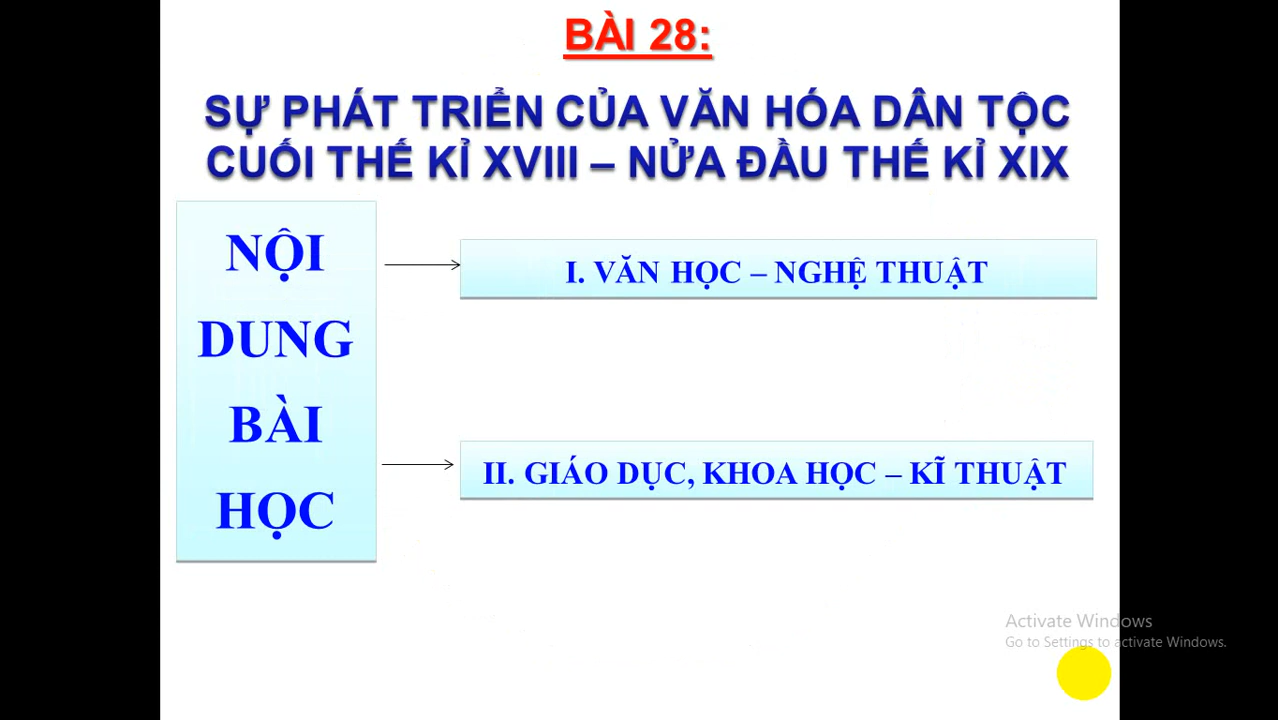 BÀI 28:
SỰ PHÁT TRIỂN CỦA VĂN HÓA DÂN TỘC
CUỐI THẾ KỈ XVIII – NỬA ĐẦU THẾ KỈ XIX
NỘI
DUNG
BÀI
HỌC
I. VĂN HỌC – NGHỆ THUẬT
II. GIÁO DỤC, KHOA HỌC – KĨ THUẬT
Activate Windows
Go to Settings to activate Windows.